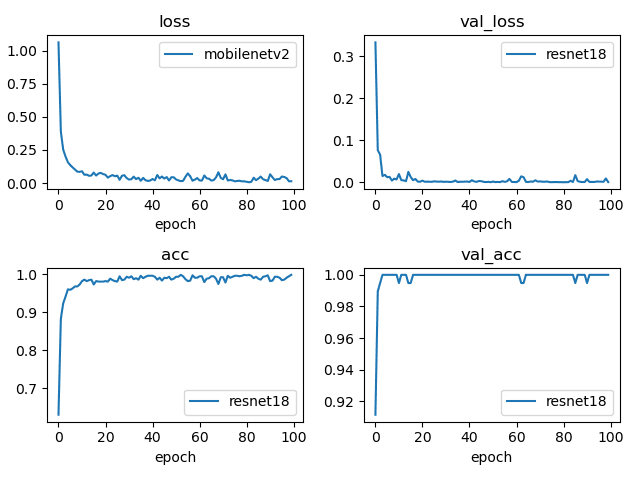 loss
mobilenetv2
1.00
0.75
0.50
0.25
0.00
0 20 40 60 80 100
epoch
val_loss
resnet18
0.3
0.2
0.1
0.0
0 20 40 60 80 100
epoch
acc
1.0
0.9
0.8
0.7
resnet18
0 20 40 60 80 100
epoch
val_acc
1.00
0.98
0.96
0.94
0.92
resnet18
0 20 40 60 80 100
epoch